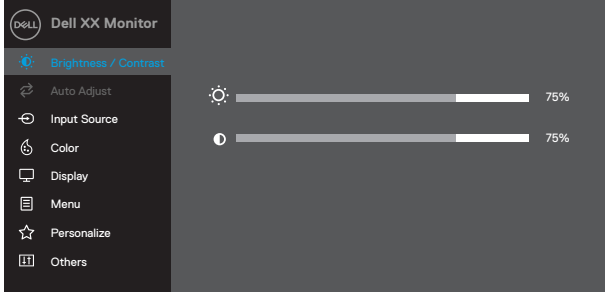 DELL
Dell XX Monitor
Brightness / Contrast
Auto Adjust
Input Source
Color
Display
Menu
Personalize
Others
75%
75%